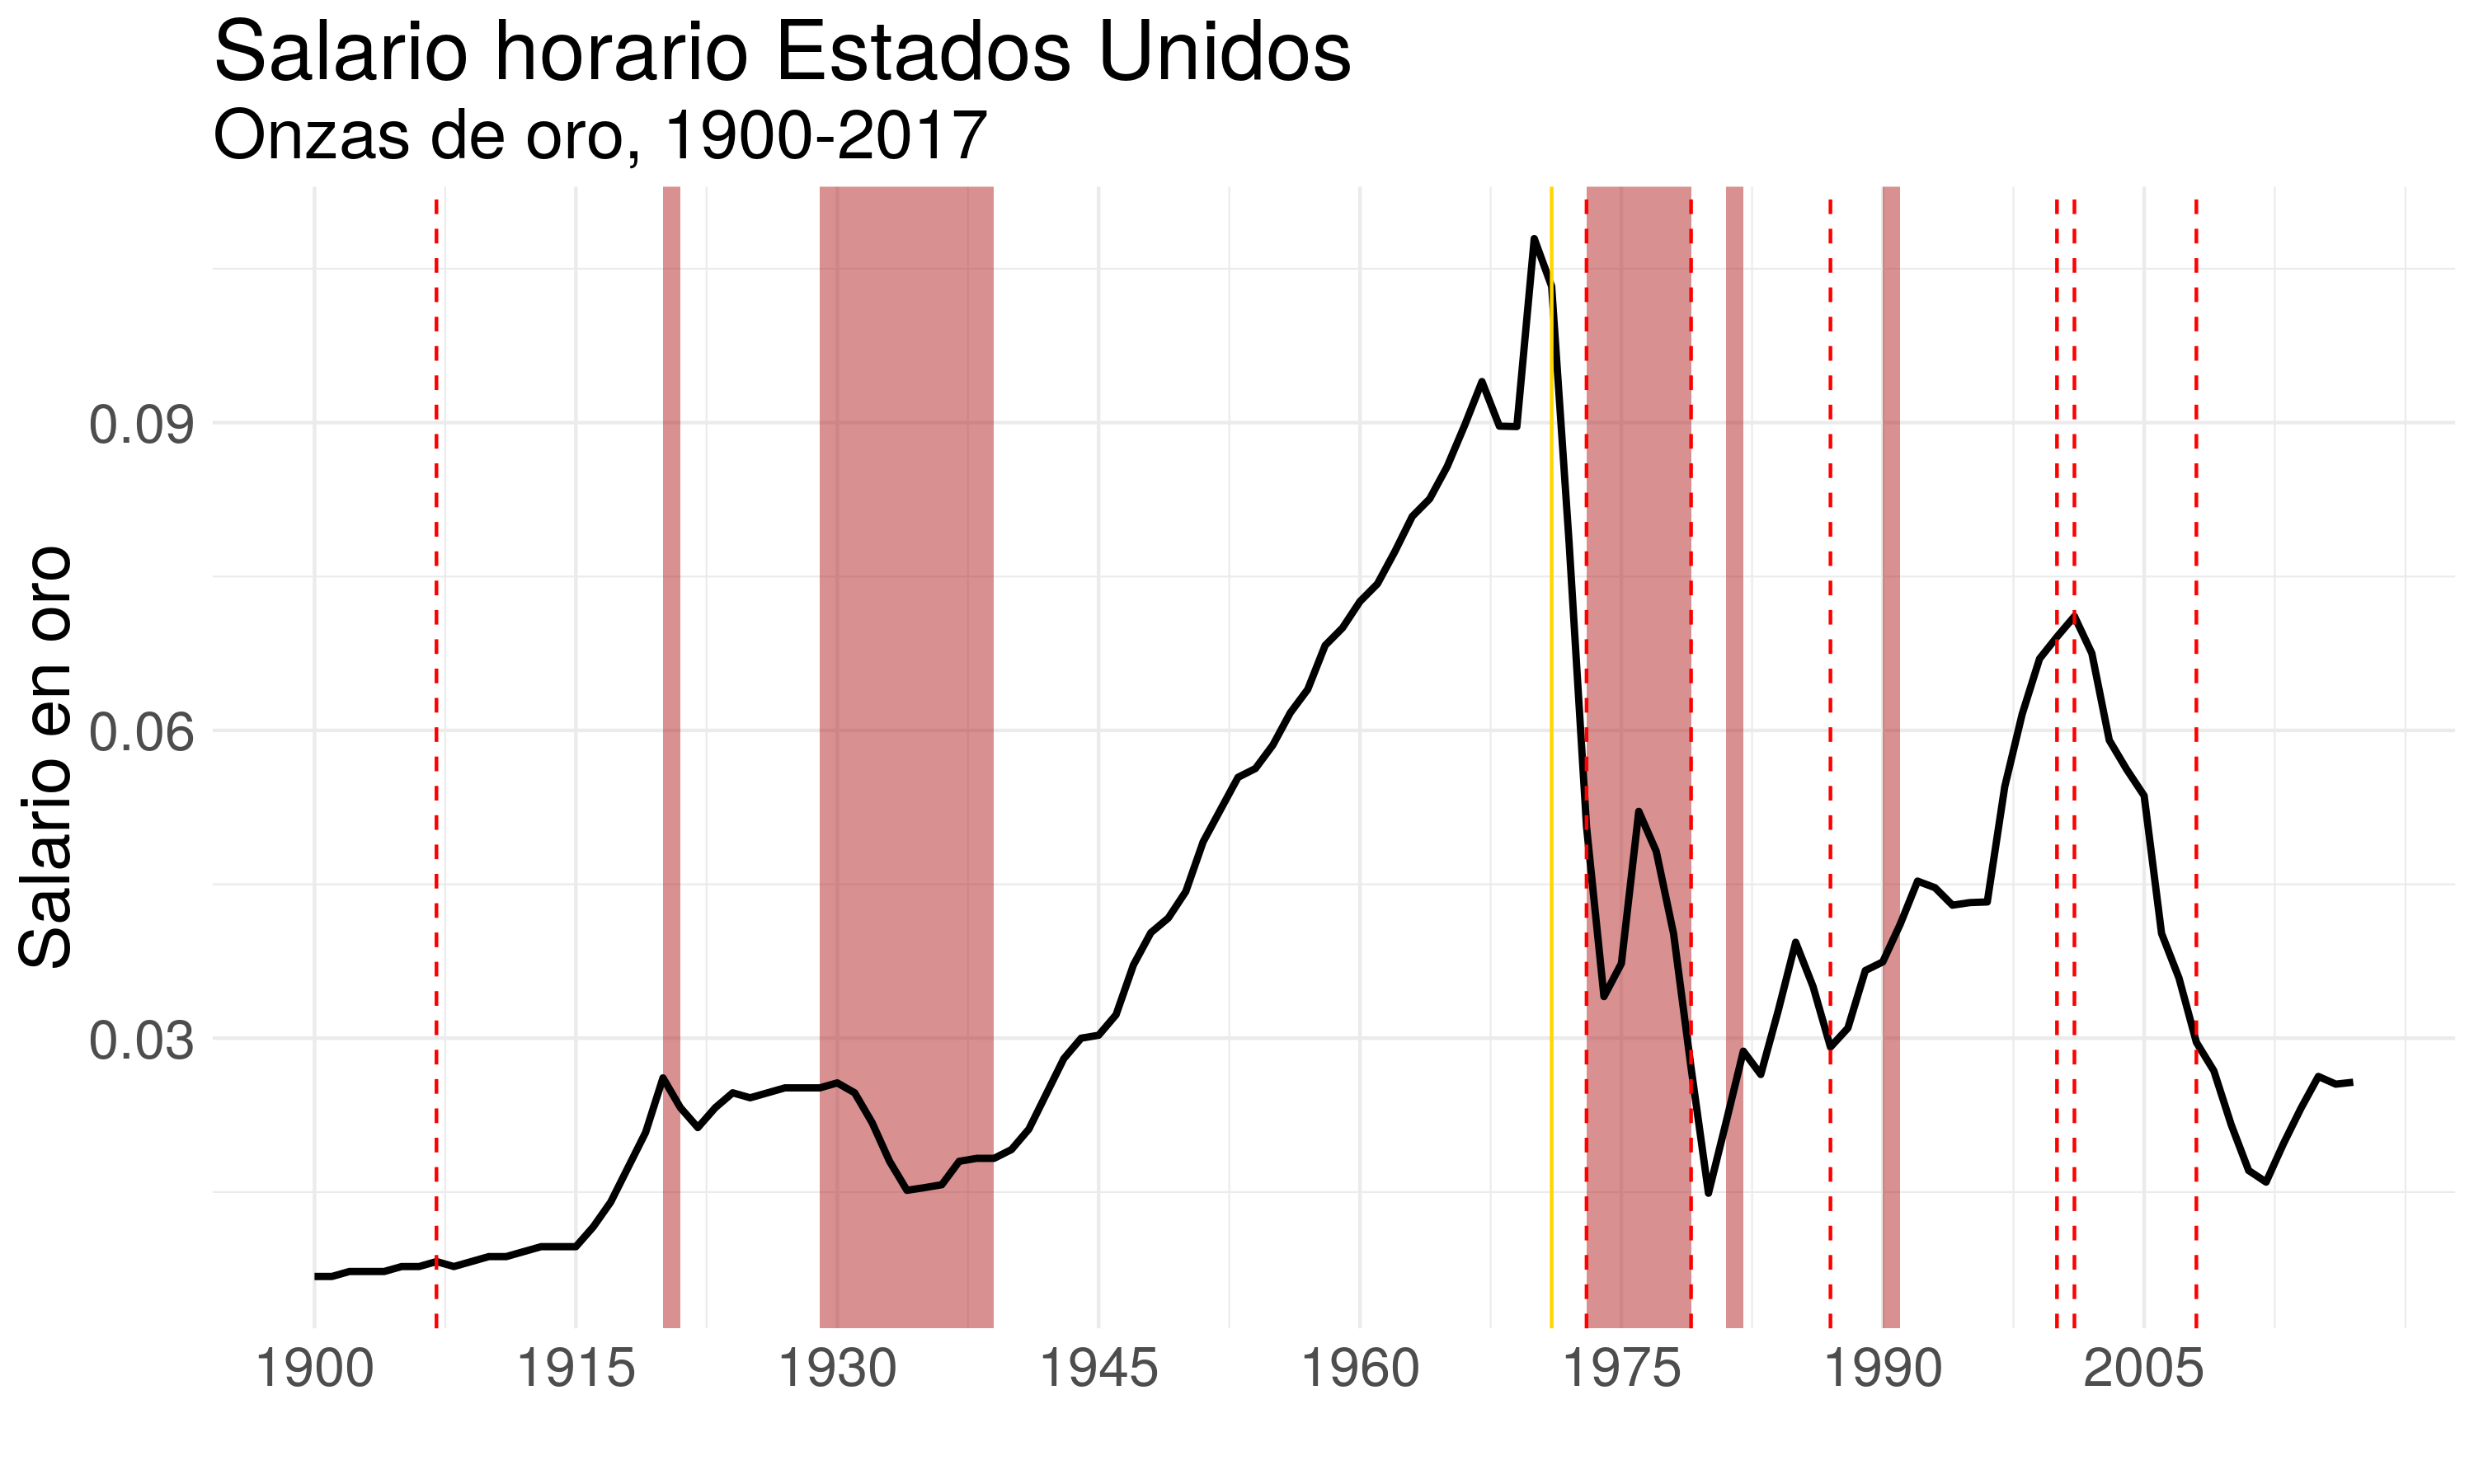 Salario horario Estados Unidos
Onzas de oro, 1900-2017
Salario en oro
0.09
0.06
0.03
1900 1915 1930 1945 1960 1975 1990 2005